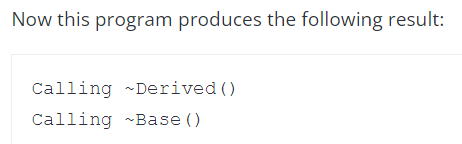 Now this program produces the following result:
Calling ~Derived()
Calling ~Base()